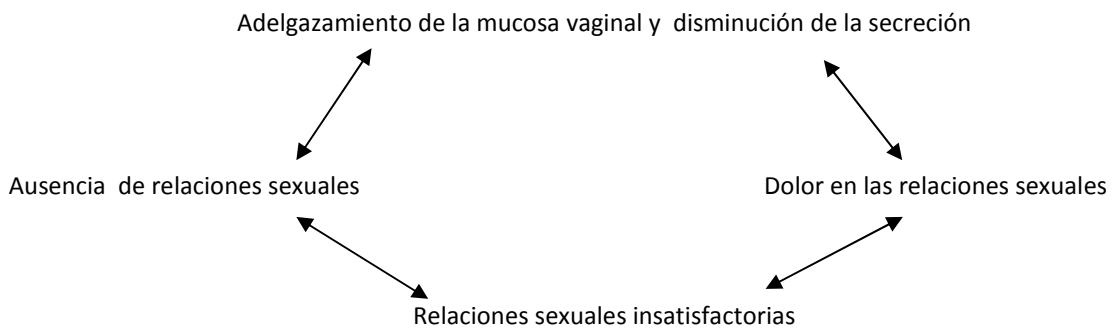 Adelgazamiento de la mucosa vaginal y disminución de la secreción
Ausencia de relaciones sexuales
Dolor en las relaciones sexuales
Relaciones sexuales insatisfactorias